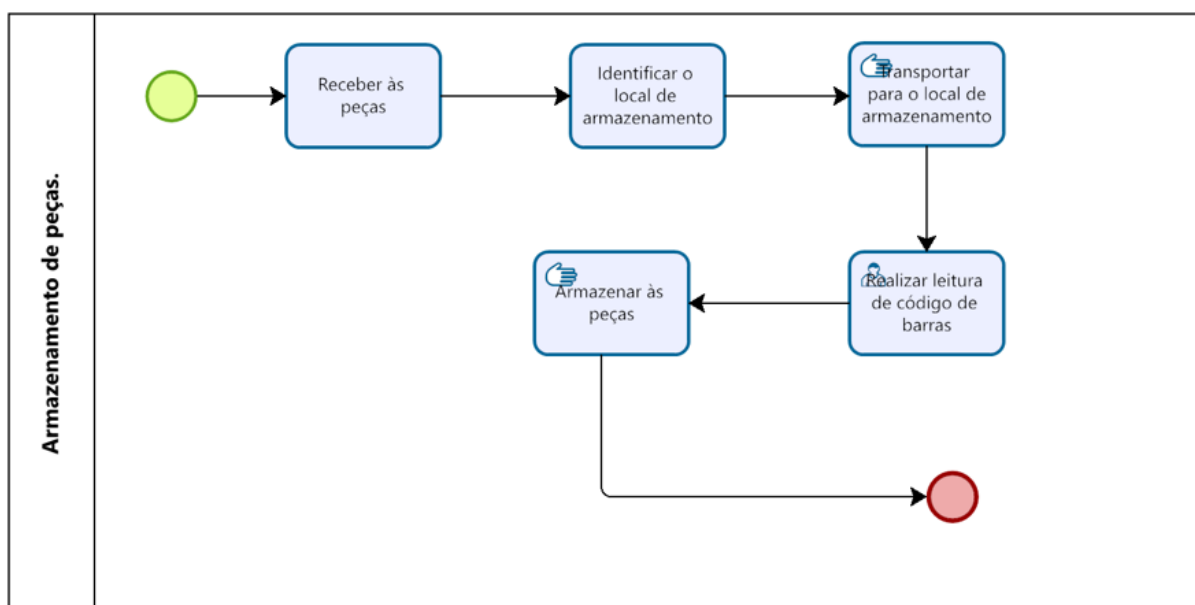 Armazenamento de peças.
Receber às
peças
Identificar o
local de
armazenamento
Transportar
para o local de
armazenamento
Realizar leitura
de código de
barras
Armazenar às
peças